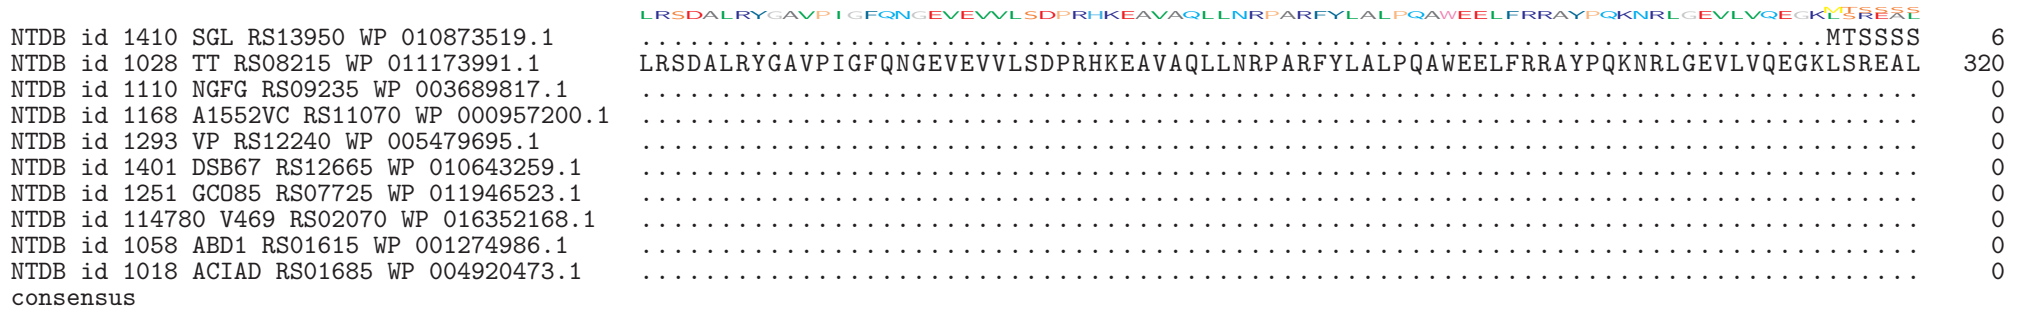 MTSSSS
LRSDALRYGAVPIGFQNGEVEVVLSDPRHKEAVAQLLNRPARFYLALPQAWEELFRRAYPQKNRLGEVLVQEGKLSREAL
NTDB id 1410 SGL RS13950 WP 010873519.1 ..........................................................................MTSSSS 6
NTDB id 1028 TT RS08215 WP 011173991.1 LRSDALRYGAVPIGFQNGEVEVVLSDPRHKEAVAQLLNRPARFYLALPQAWEELFRRAYPQKNRLGEVLVQEGKLSREAL 320
NTDB id 1110 NGFG RS09235 WP 003689817.1 ................................................................................ 0
NTDB id 1168 A1552VC RS11070 WP 000957200.1 ................................................................................ 0
NTDB id 1293 VP RS12240 WP 005479695.1 ................................................................................ 0
NTDB id 1401 DSB67 RS12665 WP 010643259.1 ................................................................................ 0
NTDB id 1251 GCO85 RS07725 WP 011946523.1 ................................................................................ 0
NTDB id 114780 V469 RS02070 WP 016352168.1 ................................................................................ 0
NTDB id 1058 ABD1 RS01615 WP 001274986.1 ................................................................................ 0
NTDB id 1018 ACIAD RS01685 WP 004920473.1 ................................................................................ 0
consensus